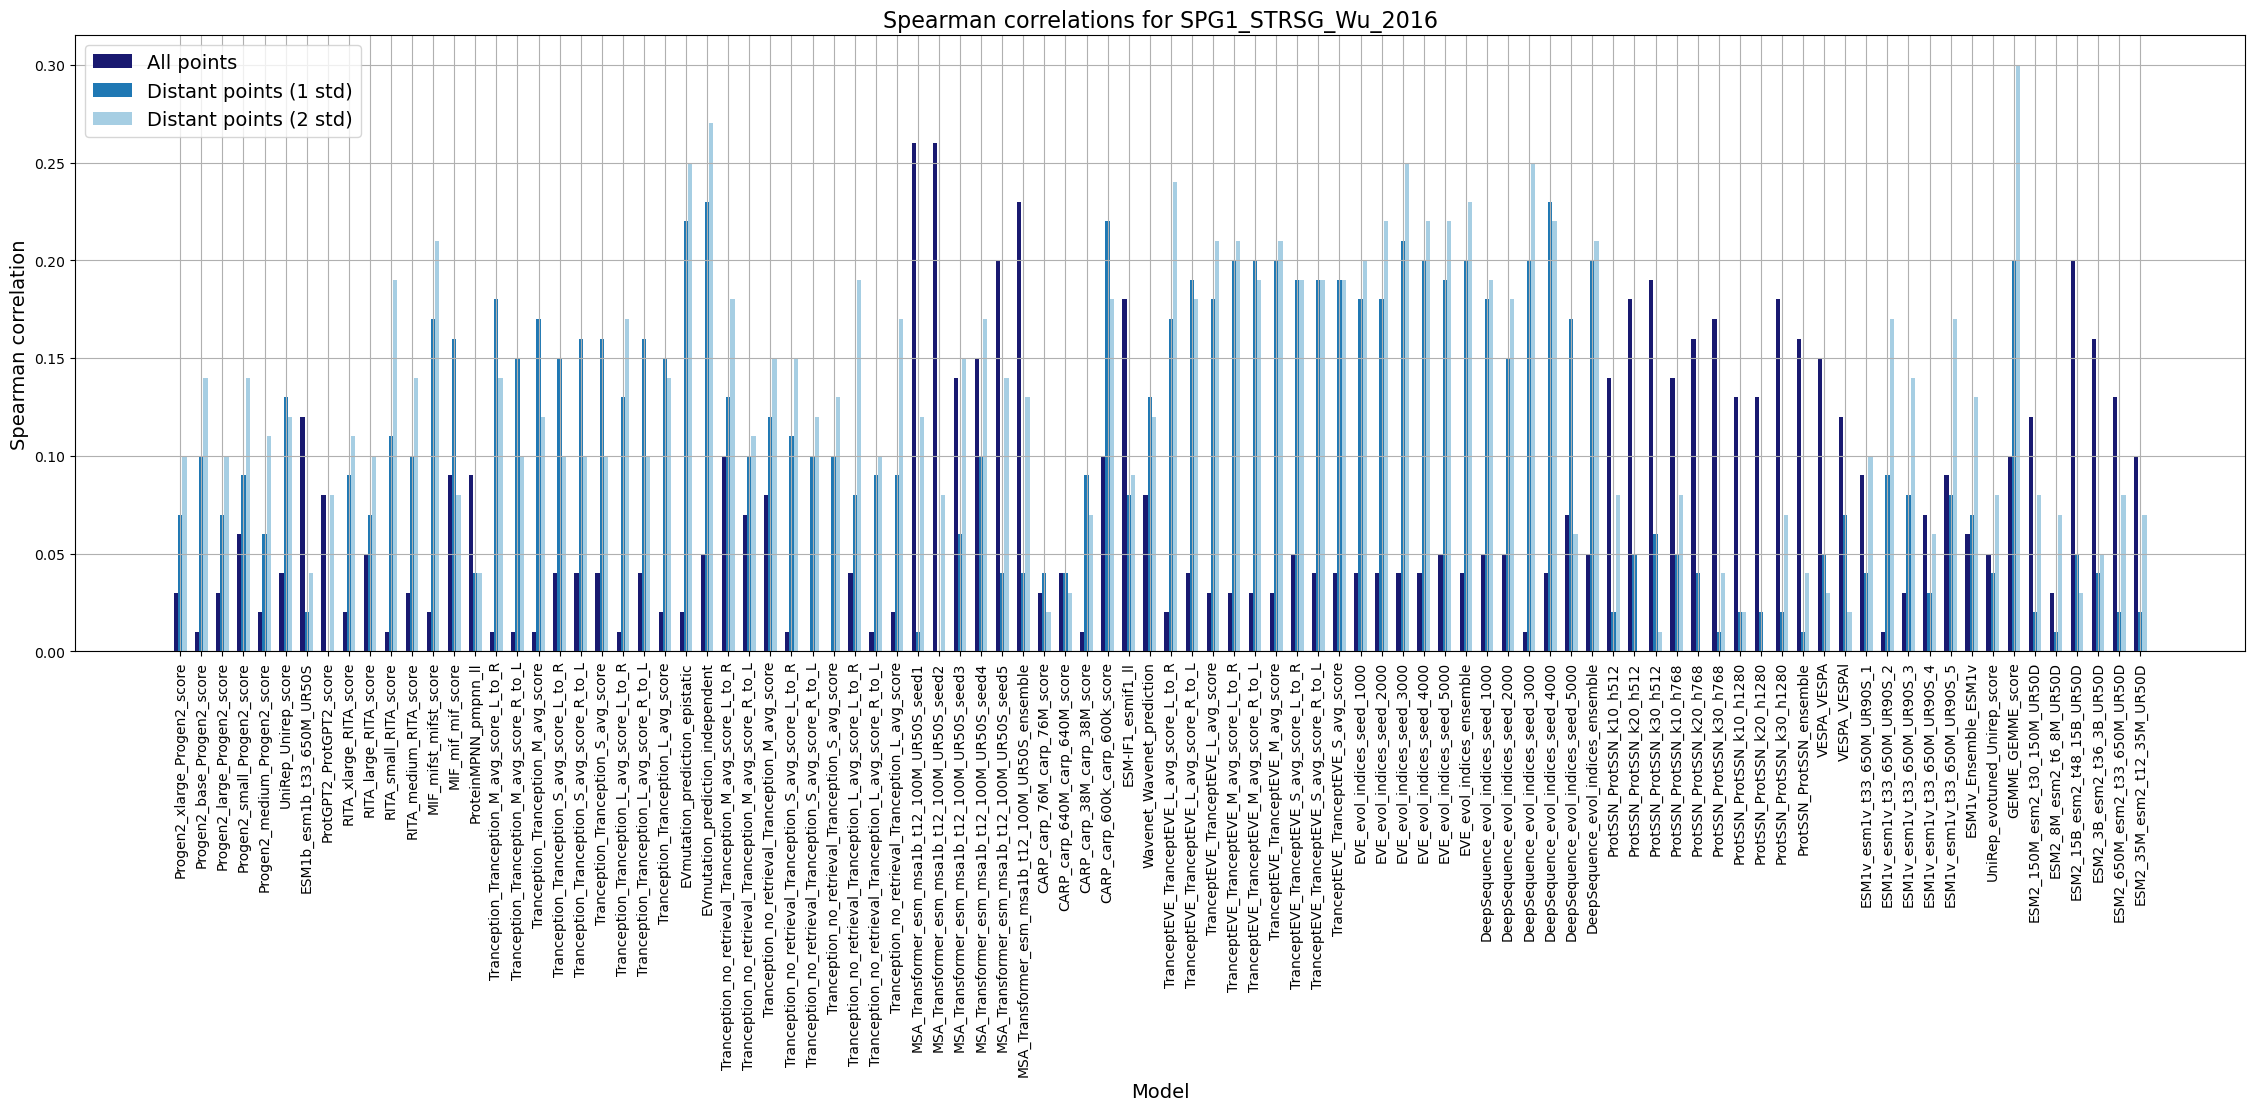 Spearman correlations for SPG1_STRSG_Wu_2016
All points
Distant points (1 std)
Distant points (2 std)
Spearman correlation
0.30
0.25
0.20
0.15
0.10
0.05
0.00
Progen2_xlarge_Progen2_score
Progen2_base_Progen2_score
Progen2_large_Progen2_score
Progen2_small_Progen2_score
Progen2_medium_Progen2_score
UniRep_Unirep_score
ESM1b_esm1b_t33_650M_UR50S
ProtGPT2_ProtGPT2_score
RITA_xlarge_RITA_score
RITA_large_RITA_score
RITA_small_RITA_score
RITA_medium_RITA_score
MIF_mifst_mifst_score
MIF_mif_mif_score
ProteinMPNN_pmpnn_ll
Tranception_Tranception_M_avg_score_L_to_R
Tranception_Tranception_M_avg_score_R_to_L
Tranception_Tranception_M_avg_score
Tranception_Tranception_S_avg_score_L_to_R
Tranception_Tranception_S_avg_score_R_to_L
Tranception_Tranception_S_avg_score
Tranception_Tranception_L_avg_score_L_to_R
Tranception_Tranception_L_avg_score_R_to_L
Tranception_Tranception_L_avg_score
EVmutation_prediction_epistatic
EVmutation_prediction_independent
Tranception_no_retrieval_Tranception_M_avg_score_L_to_R
Tranception_no_retrieval_Tranception_M_avg_score_R_to_L
Tranception_no_retrieval_Tranception_M_avg_score
Tranception_no_retrieval_Tranception_S_avg_score_L_to_R
Tranception_no_retrieval_Tranception_S_avg_score_R_to_L
Tranception_no_retrieval_Tranception_S_avg_score
Tranception_no_retrieval_Tranception_L_avg_score_L_to_R
Tranception_no_retrieval_Tranception_L_avg_score_R_to_L
Tranception_no_retrieval_Tranception_L_avg_score
MSA_Transformer_esm_msa1b_t12_100M_UR50S_seed1
MSA_Transformer_esm_msa1b_t12_100M_UR50S_seed2
MSA_Transformer_esm_msa1b_t12_100M_UR50S_seed3
MSA_Transformer_esm_msa1b_t12_100M_UR50S_seed4
MSA_Transformer_esm_msa1b_t12_100M_UR50S_seed5
MSA_Transformer_esm_msa1b_t12_100M_UR50S_ensemble
CARP_carp_76M_carp_76M_score
CARP_carp_640M_carp_640M_score
CARP_carp_38M_carp_38M_score
CARP_carp_600k_carp_600k_score
ESM-IF1_esmif1_ll
Wavenet_Wavenet_prediction
TranceptEVE_TranceptEVE_L_avg_score_L_to_R
TranceptEVE_TranceptEVE_L_avg_score_R_to_L
TranceptEVE_TranceptEVE_L_avg_score
TranceptEVE_TranceptEVE_M_avg_score_L_to_R
TranceptEVE_TranceptEVE_M_avg_score_R_to_L
TranceptEVE_TranceptEVE_M_avg_score
TranceptEVE_TranceptEVE_S_avg_score_L_to_R
TranceptEVE_TranceptEVE_S_avg_score_R_to_L
TranceptEVE_TranceptEVE_S_avg_score
EVE_evol_indices_seed_1000
EVE_evol_indices_seed_2000
EVE_evol_indices_seed_3000
EVE_evol_indices_seed_4000
EVE_evol_indices_seed_5000
EVE_evol_indices_ensemble
DeepSequence_evol_indices_seed_1000
DeepSequence_evol_indices_seed_2000
DeepSequence_evol_indices_seed_3000
DeepSequence_evol_indices_seed_4000
DeepSequence_evol_indices_seed_5000
DeepSequence_evol_indices_ensemble
ProtSSN_ProtSSN_k10_h512
ProtSSN_ProtSSN_k20_h512
ProtSSN_ProtSSN_k30_h512
ProtSSN_ProtSSN_k10_h768
ProtSSN_ProtSSN_k20_h768
ProtSSN_ProtSSN_k30_h768
ProtSSN_ProtSSN_k10_h1280
ProtSSN_ProtSSN_k20_h1280
ProtSSN_ProtSSN_k30_h1280
ProtSSN_ProtSSN_ensemble
VESPA_VESPA
VESPA_VESPAl
ESM1v_esm1v_t33_650M_UR90S_1
ESM1v_esm1v_t33_650M_UR90S_2
ESM1v_esm1v_t33_650M_UR90S_3
ESM1v_esm1v_t33_650M_UR90S_4
ESM1v_esm1v_t33_650M_UR90S_5
ESM1v_Ensemble_ESM1v
UniRep_evotuned_Unirep_score
GEMME_GEMME_score
ESM2_150M_esm2_t30_150M_UR50D
ESM2_8M_esm2_t6_8M_UR50D
ESM2_15B_esm2_t48_15B_UR50D
ESM2_3B_esm2_t36_3B_UR50D
ESM2_650M_esm2_t33_650M_UR50D
ESM2_35M_esm2_t12_35M_UR50D
Model